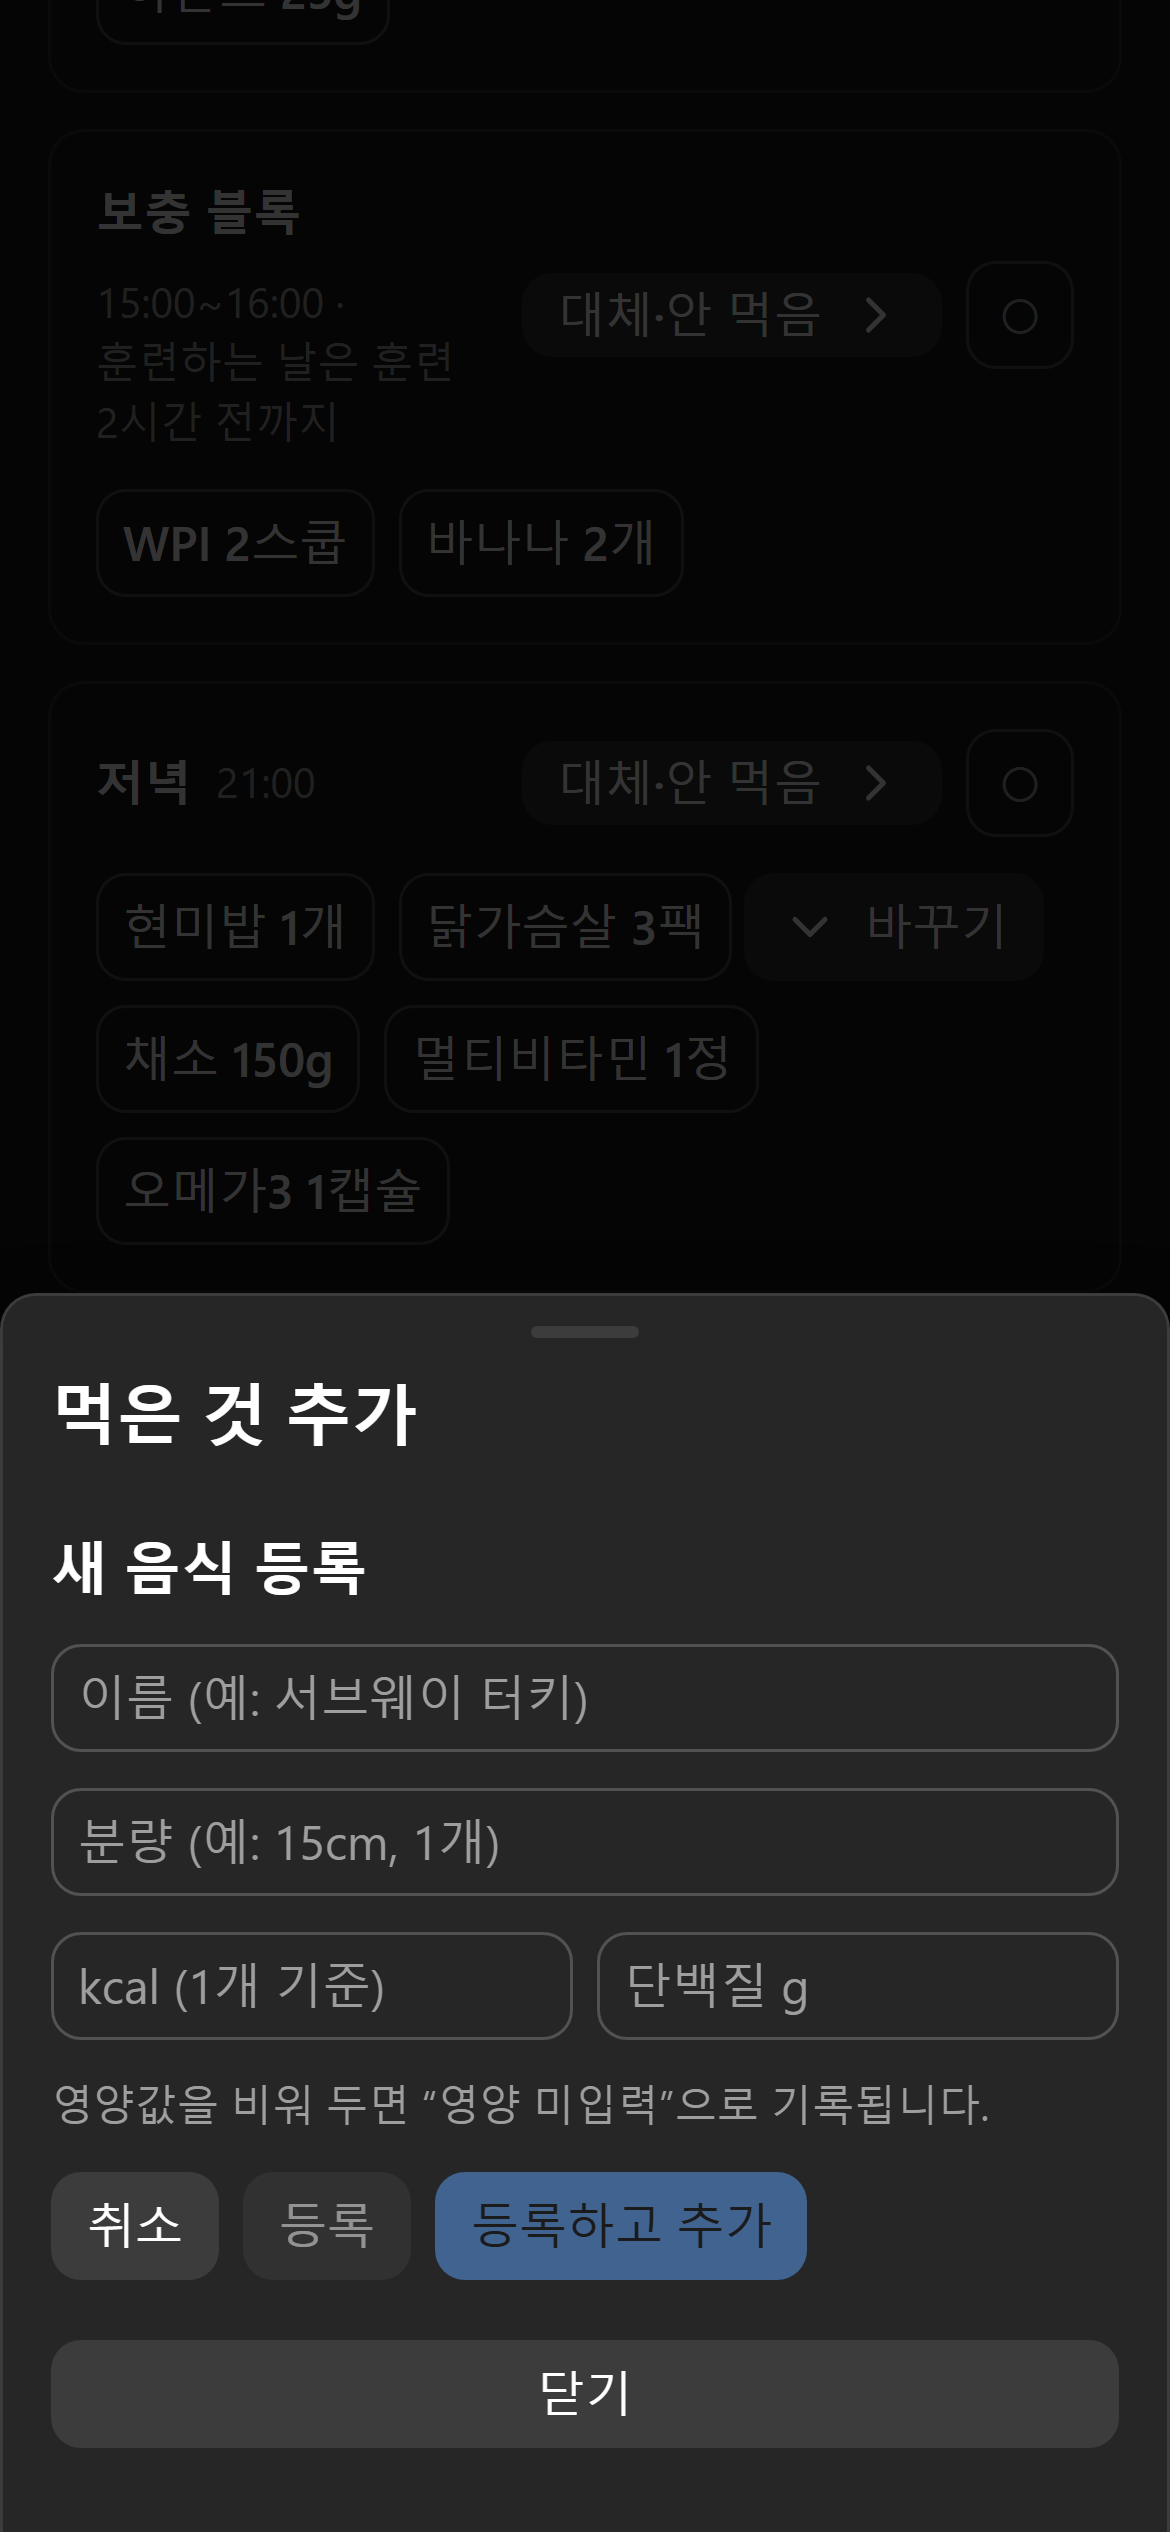 25g
보충 블록
15:00~16:00 ·
훈련하는 날은 훈련
2시간 전까지
대체·안 먹음
WPI 2스쿱
바나나 2개
저녁 21:00
대체·안 먹음
현미밥 1개
닭가슴살 3팩
바꾸기
채소 150g
멀티비타민 1정
오메가3 1캡슐
먹은 것 추가
새 음식 등록
이름 (예: 서브웨이 터키)
분량 (예: 15cm, 1개)
kcal (1개 기준)
단백질 g
영양값을 비워 두면 “영양 미입력”으로 기록됩니다.
취소
등록
등록하고 추가
닫기